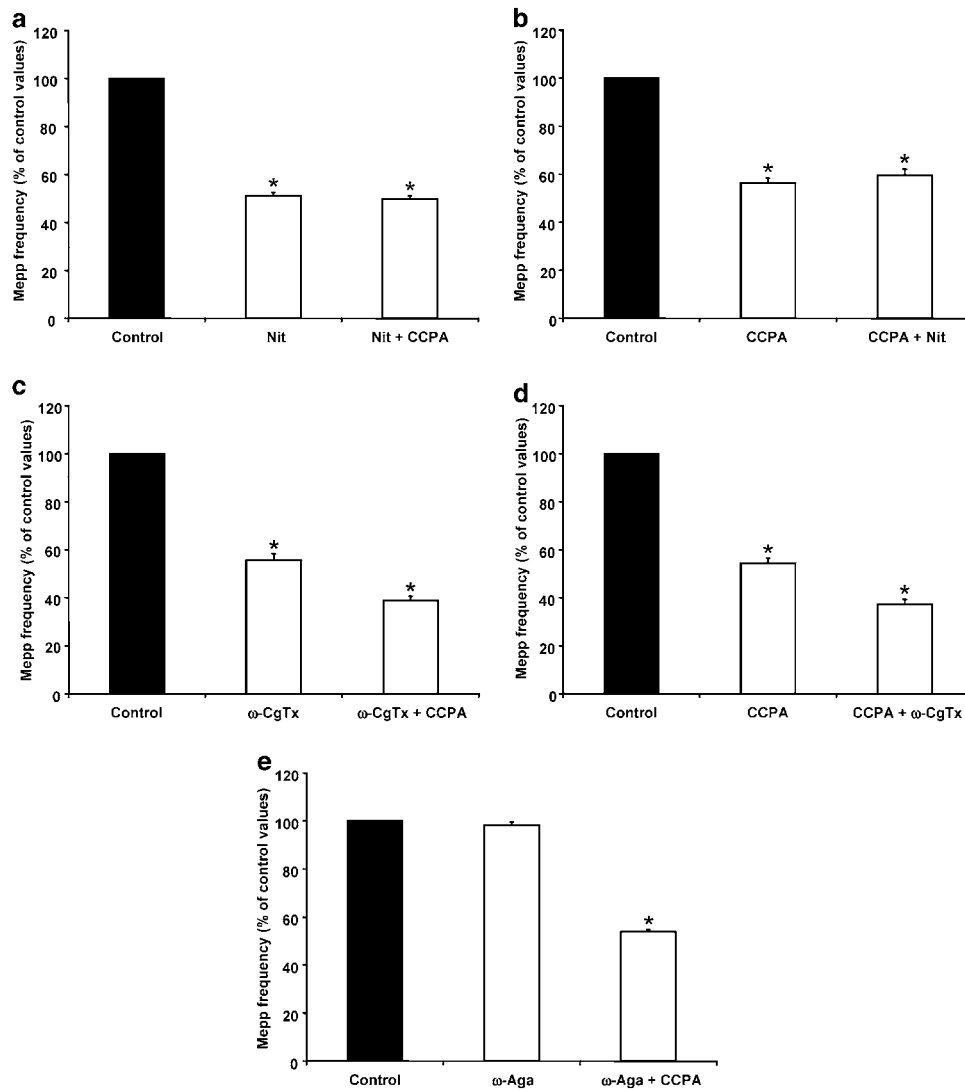 a
Mepp frequency (% of control values)
120
100
80
60
40
20
0
*
*
Control Nit Nit + CCPA
b
Mepp frequency (% of control values)
120
100
80
60
40
20
0
*
*
Control CCPA CCPA + Nit
c
Mepp frequency (% of control values)
120
100
80
60
40
20
0
*
*
Control ω-CgTx ω-CgTx + CCPA
d
Mepp frequency (% of control values)
120
100
80
60
40
20
0
*
*
Control CCPA CCPA + ω-CgTx
e
Mepp frequency (% of control values)
120
100
80
60
40
20
0
*
Control ω-Aga ω-Aga + CCPA